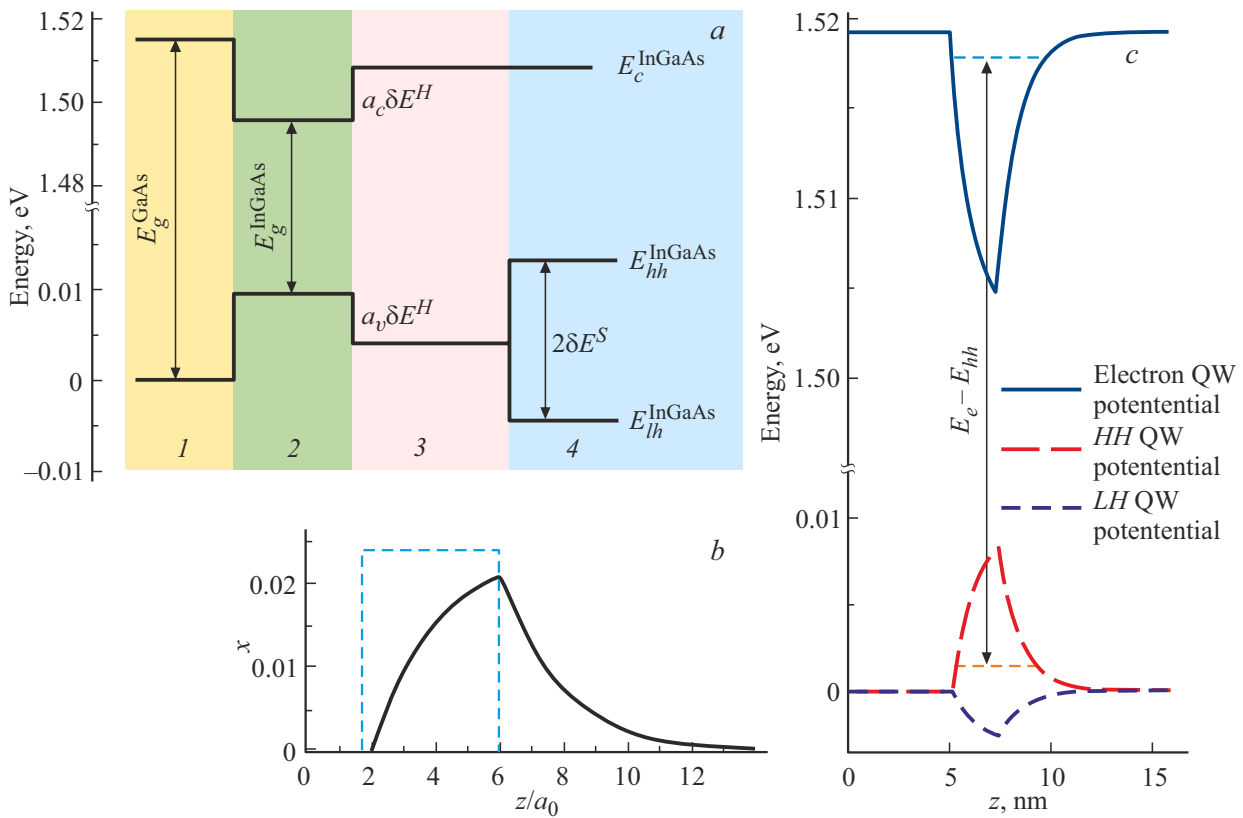 a
Energy, eV
1.52
1.50
1.48
0.01
0
–0.01
E_g^GaAs
E_g^InGaAs
a_c δE^H
a_v δE^H
E_c^InGaAs
E_hh^InGaAs
2δE^S
E_lh^InGaAs
1 2 3 4
b
x
0.02
0.01
0
0 2 4 6 8 10 12
z/a_0
c
Energy, eV
1.52
1.51
1.50
0.01
0
E_e – E_hh
Electron QW
potentential
HH QW
potentential
LH QW
potentential
0 5 10 15
z, nm